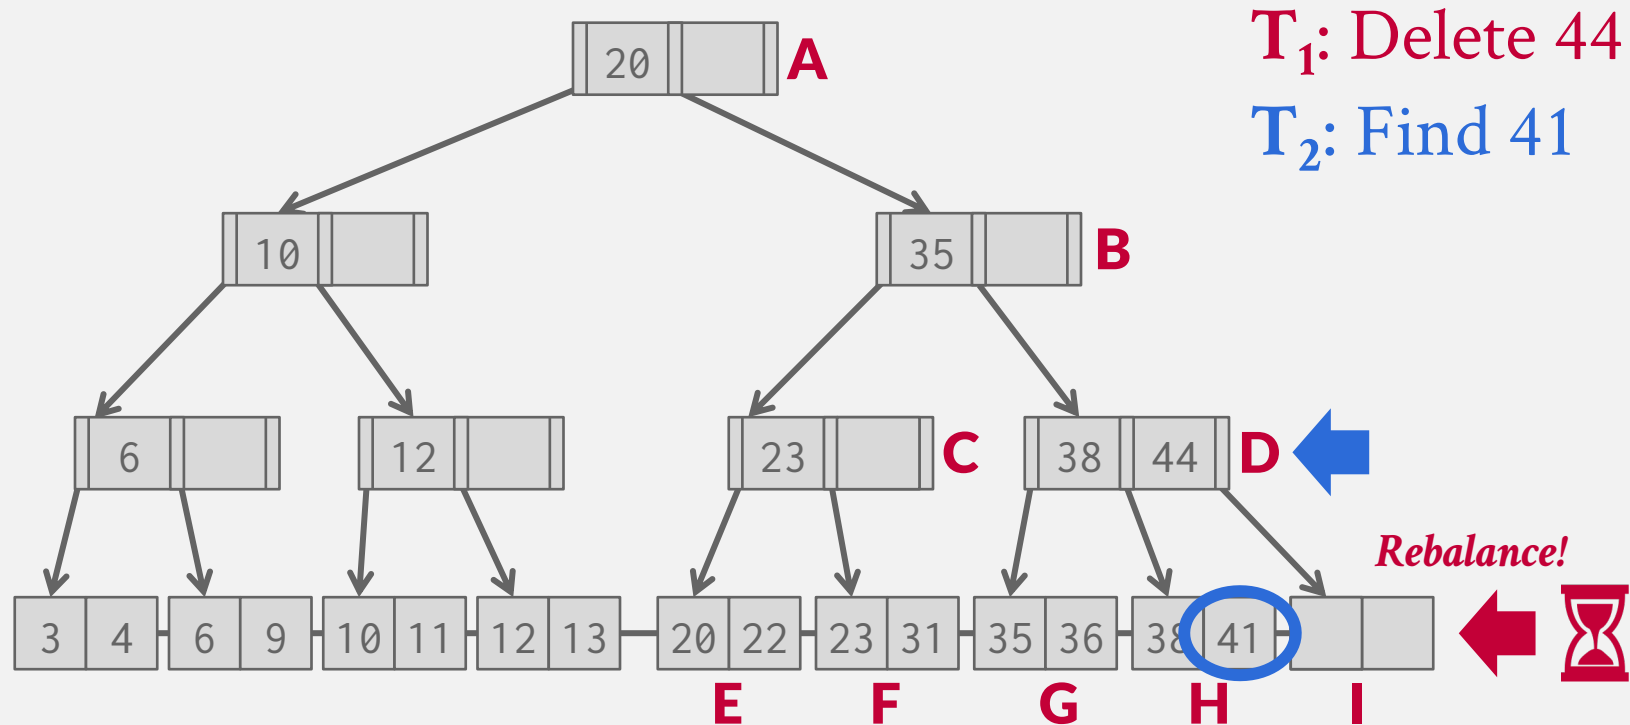 T1: Delete 44
T2: Find 41
20 A
10 35 B
6 12 23 C 38 44 D
Rebalance!
3 4 6 9 10 11 12 13 20 22 23 31 35 36 38 41
E F G H I